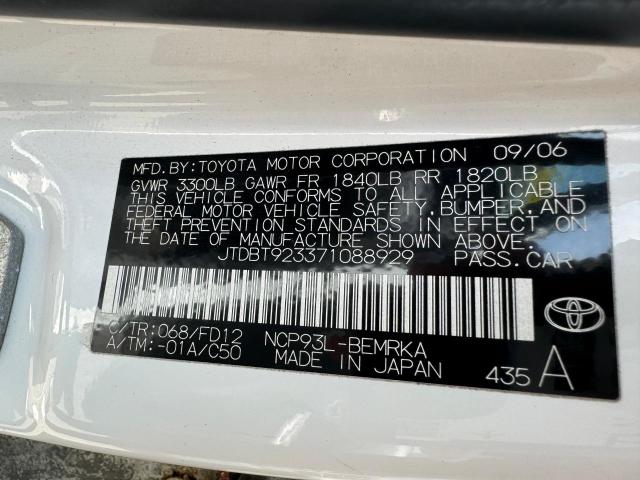 MFD.BY:TOYOTA MOTOR CORPORATION 09/06
GVWR 3300LB GAWR FR 1840LB RR 1820LB
THIS VEHICLE CONFORMS TO ALL APPLICABLE
FEDERAL MOTOR VEHICLE SAFETY,BUMPER,AND
THEFT PREVENTION STANDARDS IN EFFECT ON
THE DATE OF MANUFACTURE SHOWN ABOVE.
JTDBT923371088929 PASS.CAR
C/TR:068/FD12 NCP93L-BEMRKA
A/TM:-01A/C50 MADE IN JAPAN 435 A